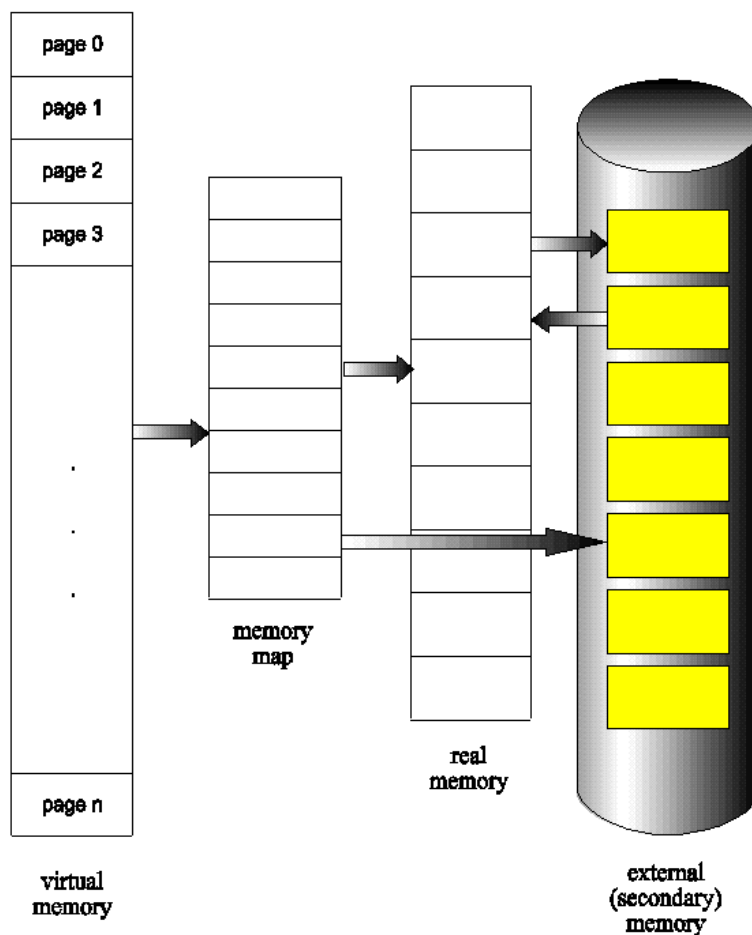 page 0
page 1
page 2
page 3
.
.
.
page n
virtual
memory
memory
map
real
memory
external
(secondary)
memory